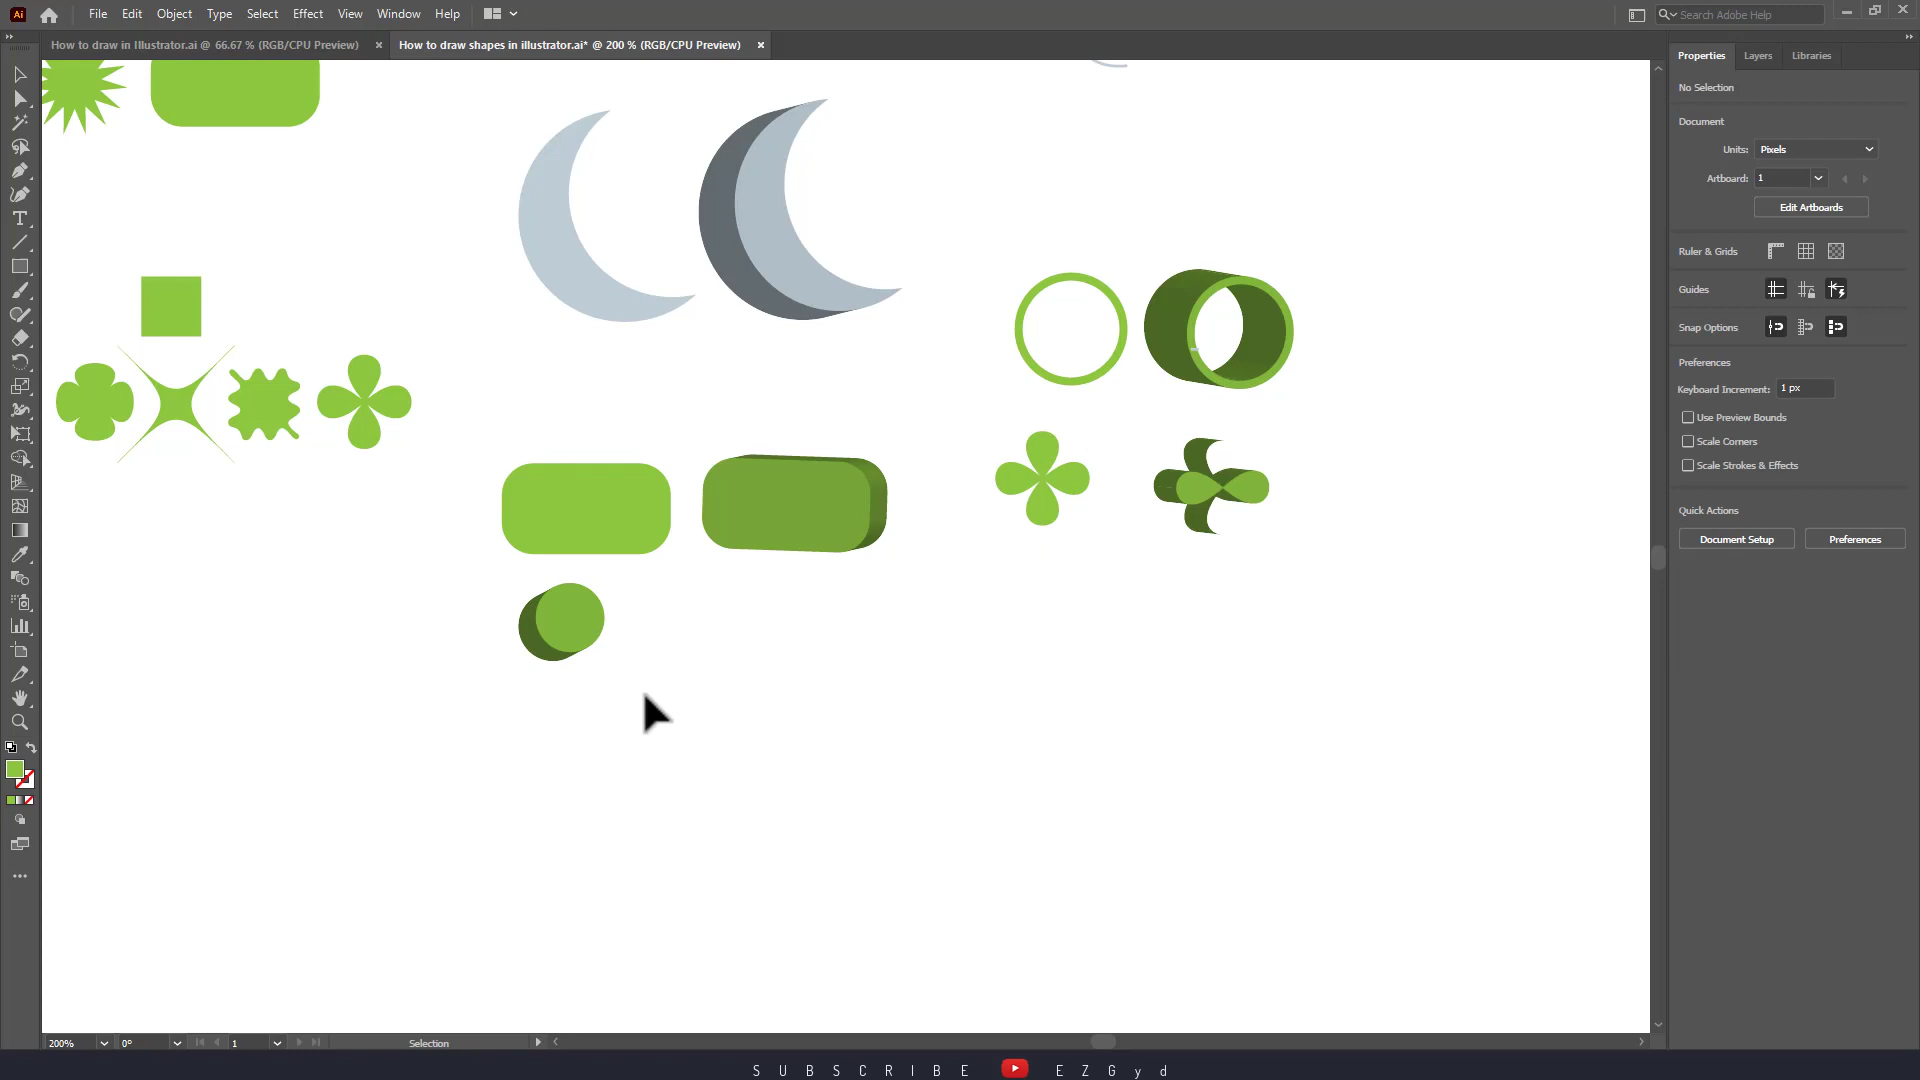 Ai File Edit Object Type Select Effect View Window Help Search Adobe Help
How to draw in Illustrator.ai @ 66.67 % (RGB/CPU Preview) × How to draw shapes in illustrator.ai* @ 200 % (RGB/CPU Preview) ×
Properties Layers Libraries
No Selection
Document
Units: Pixels
Artboard: 1
Edit Artboards
Ruler & Grids
Guides
Snap Options
Preferences
Keyboard Increment: 1 px
Use Preview Bounds
Scale Corners
Scale Strokes & Effects
Quick Actions
Document Setup Preferences
200% 0° 1 Selection
SUBSCRIBE EZGyd